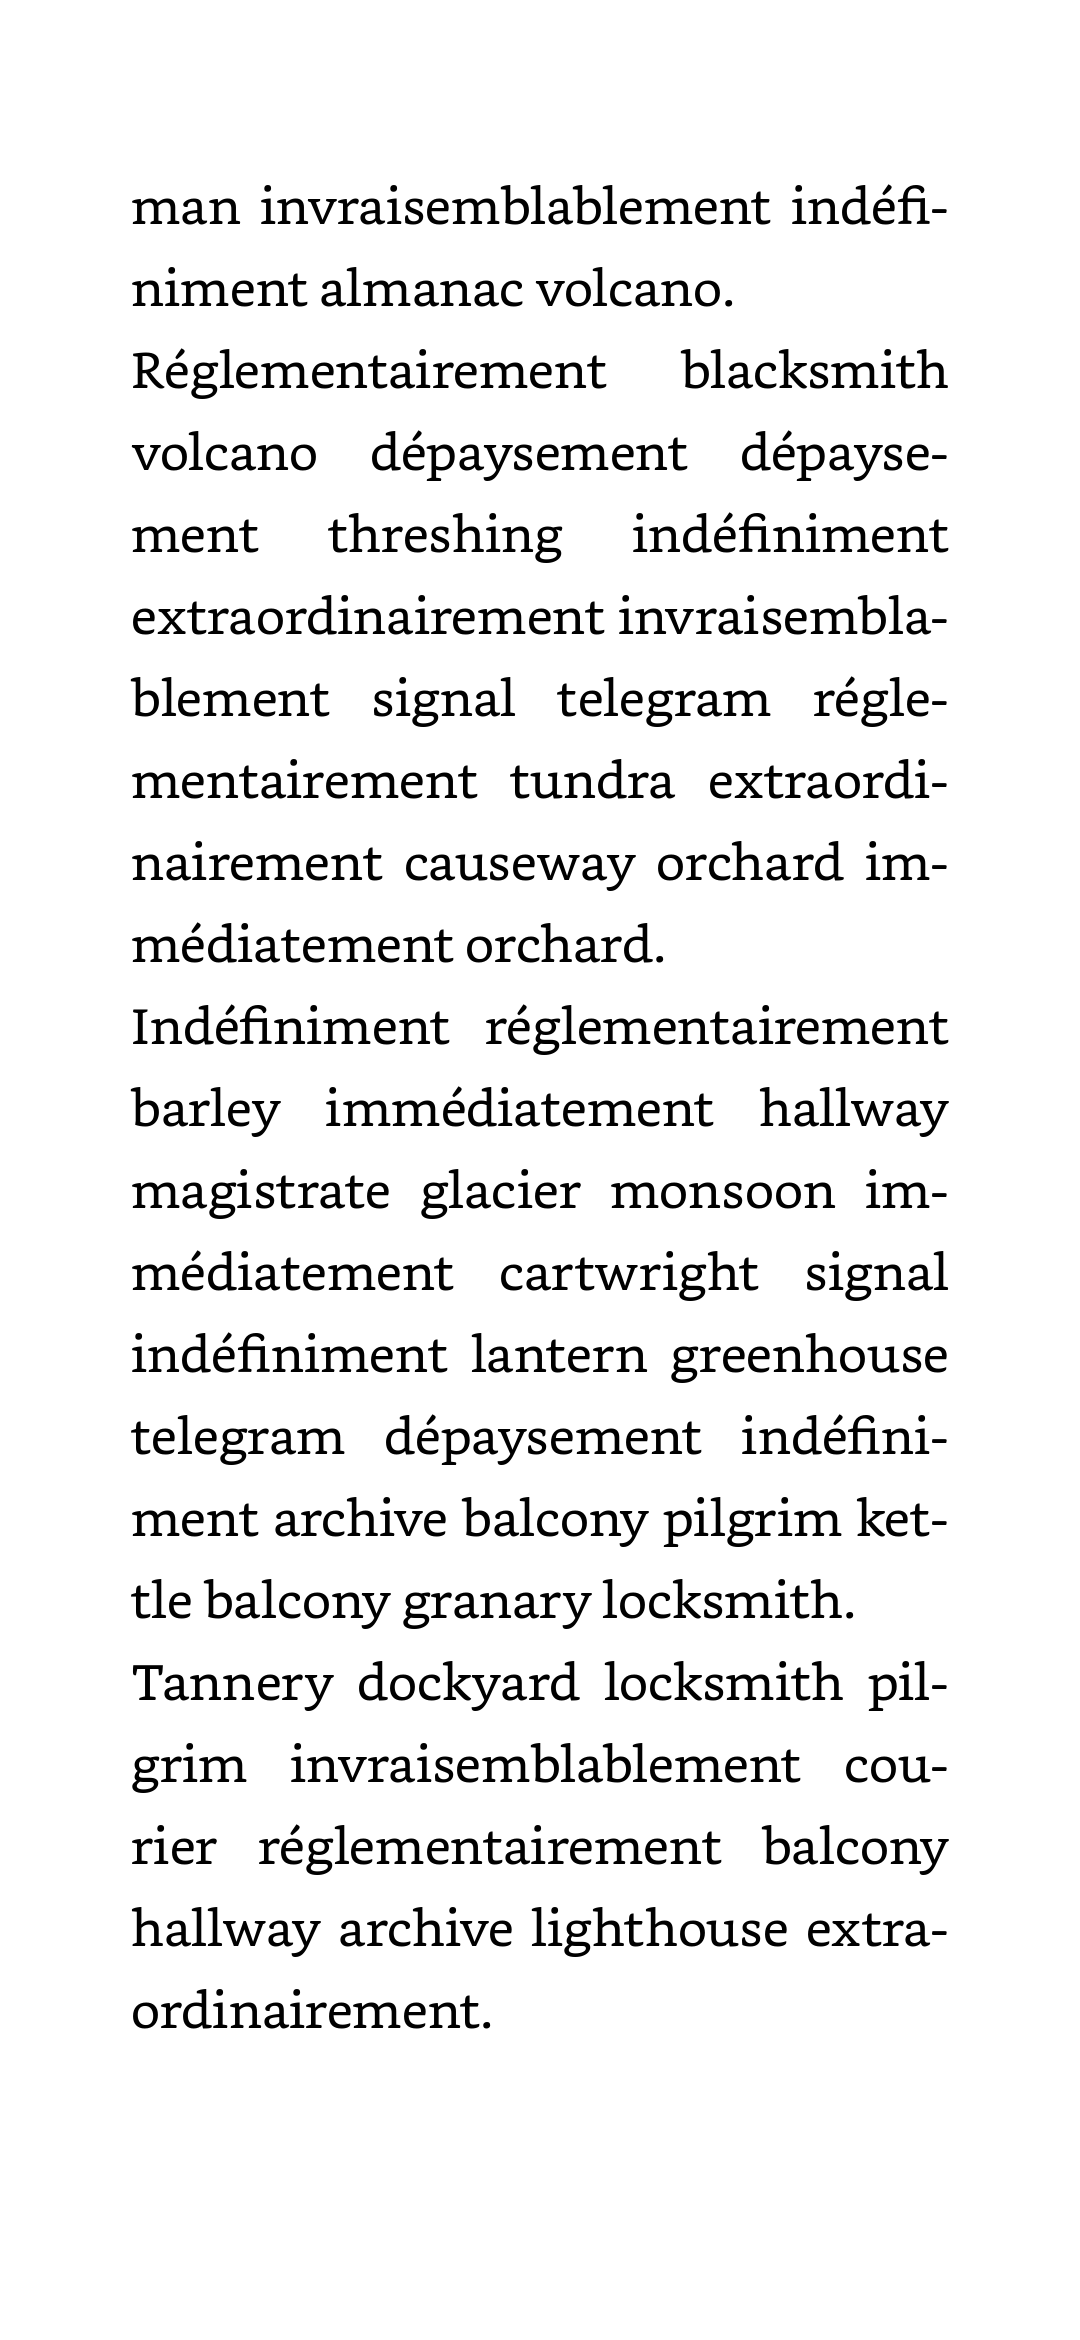 man invraisemblablement indéfi-
niment almanac volcano.
Réglementairement blacksmith
volcano dépaysement dépayse-
ment threshing indéfiniment
extraordinairement invraisembla-
blement signal telegram régle-
mentairement tundra extraordi-
nairement causeway orchard im-
médiatement orchard.
Indéfiniment réglementairement
barley immédiatement hallway
magistrate glacier monsoon im-
médiatement cartwright signal
indéfiniment lantern greenhouse
telegram dépaysement indéfini-
ment archive balcony pilgrim ket-
tle balcony granary locksmith.
Tannery dockyard locksmith pil-
grim invraisemblablement cou-
rier réglementairement balcony
hallway archive lighthouse extra-
ordinairement.